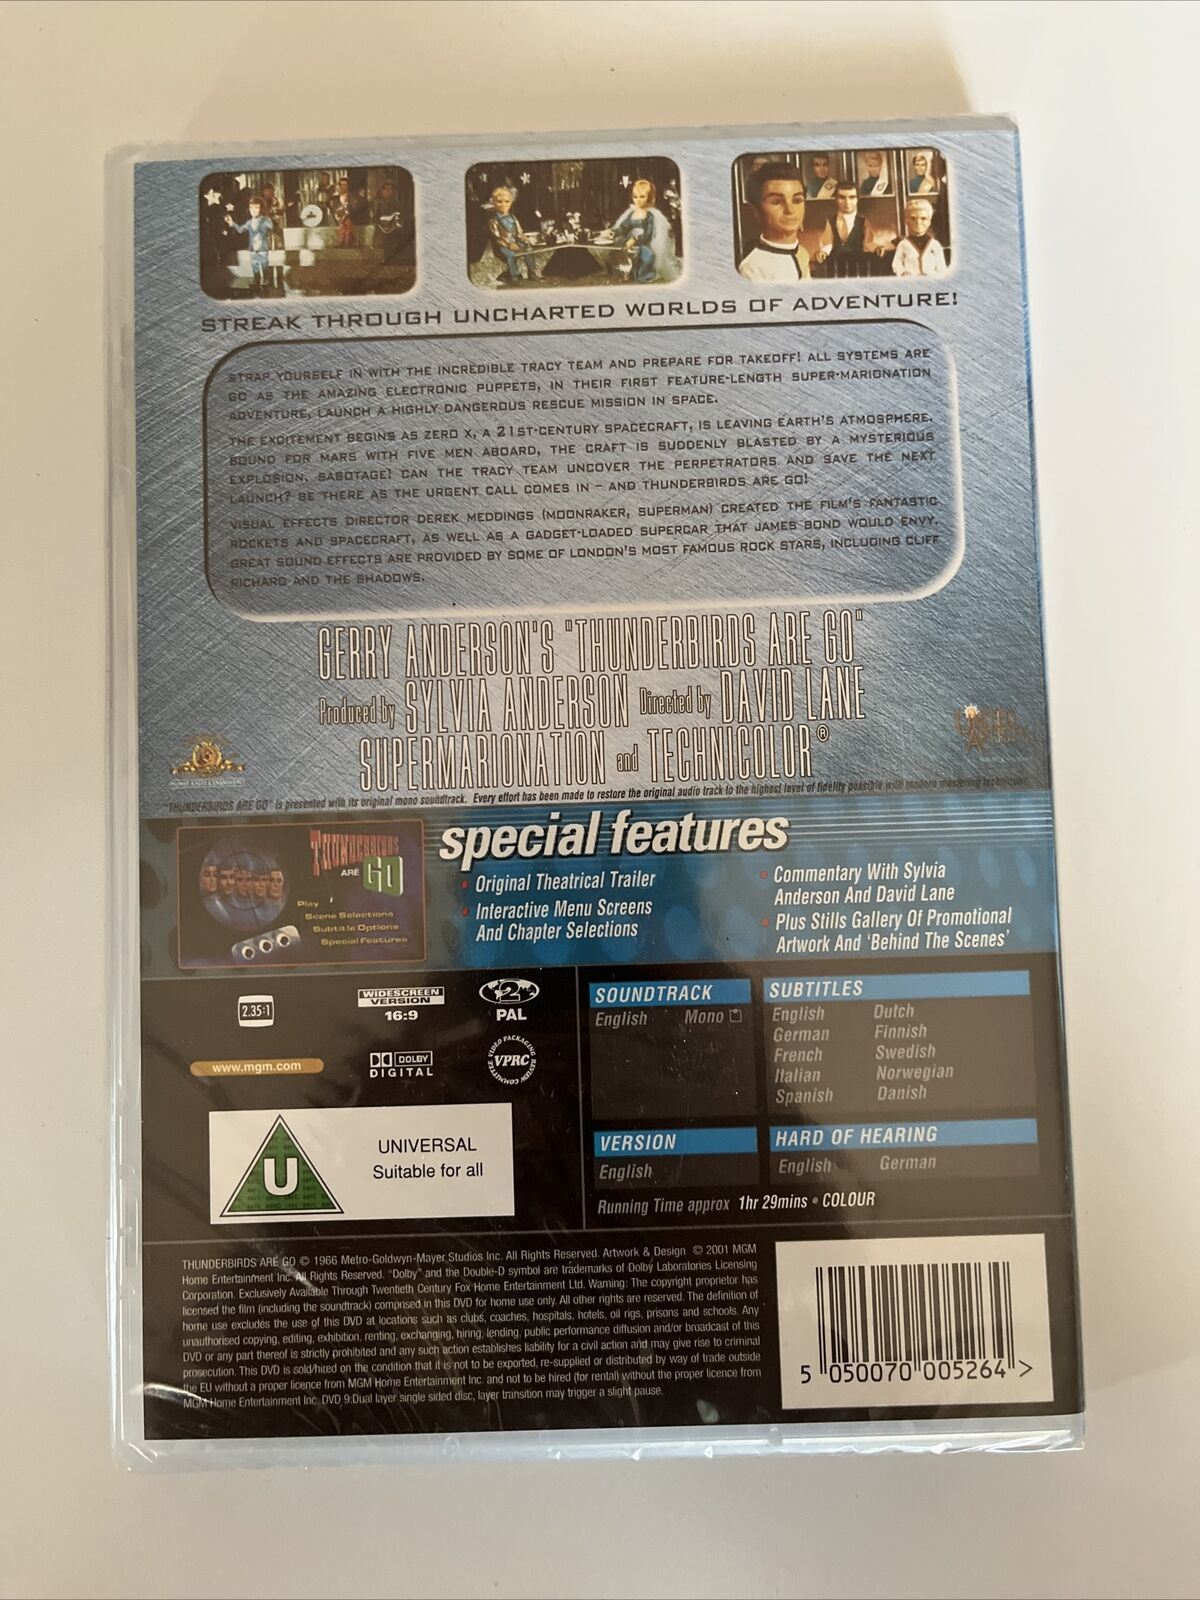 STREAK THROUGH UNCHARTED WORLDS OF ADVENTURE!
STRAP YOURSELF IN WITH THE INCREDIBLE TRACY TEAM AND PREPARE FOR TAKEOFF! ALL SYSTEMS ARE
GO AS THE AMAZING ELECTRONIC PUPPETS, IN THEIR FIRST FEATURE-LENGTH SUPER-MARIONATION
ADVENTURE, LAUNCH A HIGHLY DANGEROUS RESCUE MISSION IN SPACE.
THE EXCITEMENT BEGINS AS ZERO X, A 21ST-CENTURY SPACECRAFT, IS LEAVING EARTH'S ATMOSPHERE.
BOUND FOR MARS WITH FIVE MEN ABOARD, THE CRAFT IS SUDDENLY BLASTED BY A MYSTERIOUS
EXPLOSION. SABOTAGE! CAN THE TRACY TEAM UNCOVER THE PERPETRATORS AND SAVE THE NEXT
LAUNCH? BE THERE AS THE URGENT CALL COMES IN – AND THUNDERBIRDS ARE GO!
VISUAL EFFECTS DIRECTOR DEREK MEDDINGS (MOONRAKER, SUPERMAN) CREATED THE FILM'S FANTASTIC
ROCKETS AND SPACECRAFT, AS WELL AS A GADGET-LOADED SUPERCAR THAT JAMES BOND WOULD ENVY.
GREAT SOUND EFFECTS ARE PROVIDED BY SOME OF LONDON'S MOST FAMOUS ROCK STARS, INCLUDING CLIFF
RICHARD AND THE SHADOWS.
GERRY ANDERSON'S "THUNDERBIRDS ARE GO"
Produced by SYLVIA ANDERSON Directed by DAVID LANE
SUPERMARIONATION and TECHNICOLOR®
"THUNDERBIRDS ARE GO" is presented with its original mono soundtrack. Every effort has been made to restore the original audio track to the highest level of fidelity possible with modern mastering techniques.
THUNDERBIRDS
ARE GO
Play
Scene Selections
Subtitle Options
Special Features
special features
• Original Theatrical Trailer
• Interactive Menu Screens
And Chapter Selections
• Commentary With Sylvia
Anderson And David Lane
• Plus Stills Gallery Of Promotional
Artwork And 'Behind The Scenes'
2.35:1
WIDESCREEN
VERSION
16:9
2
PAL
www.mgm.com
DOLBY
DIGITAL
VIDEO PACKAGING REVIEW COMMITTEE
VPRC
U
UNIVERSAL
Suitable for all
SOUNDTRACK
English Mono
SUBTITLES
English Dutch
German Finnish
French Swedish
Italian Norwegian
Spanish Danish
VERSION
English
HARD OF HEARING
English German
Running Time approx 1hr 29mins • COLOUR
THUNDERBIRDS ARE GO © 1966 Metro-Goldwyn-Mayer Studios Inc. All Rights Reserved. Artwork & Design © 2001 MGM
Home Entertainment Inc. All Rights Reserved. "Dolby" and the Double-D symbol are trademarks of Dolby Laboratories Licensing
Corporation. Exclusively Available Through Twentieth Century Fox Home Entertainment Ltd. Warning: The copyright proprietor has
licensed the film (including the soundtrack) comprised in this DVD for home use only. All other rights are reserved. The definition of
home use excludes the use of this DVD at locations such as clubs, coaches, hospitals, hotels, oil rigs, prisons and schools. Any
unauthorised copying, editing, exhibition, renting, exchanging, hiring, lending, public performance diffusion and/or broadcast of this
DVD or any part thereof is strictly prohibited and any such action establishes liability for a civil action and may give rise to criminal
prosecution. This DVD is sold/hired on the condition that it is not to be exported, re-supplied or distributed by way of trade outside
the EU without a proper licence from MGM Home Entertainment Inc. and not to be hired (for rental) without the proper licence from
MGM Home Entertainment Inc. DVD 9:Dual layer single sided disc, layer transition may trigger a slight pause.
5 050070 005264 >